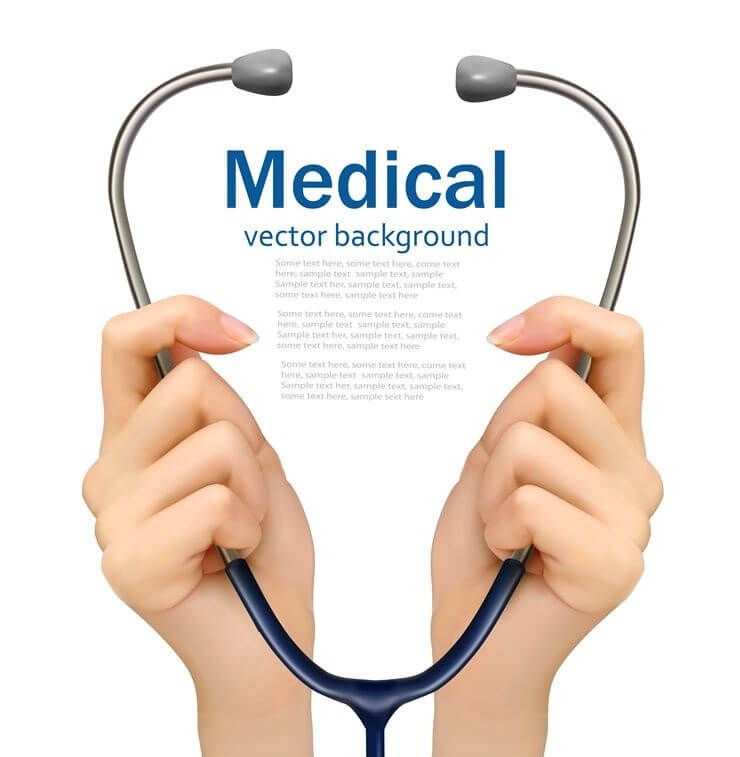 Medical
vector background
Some text here, some text here, come text
here, sample text sample text, sample
Sample text her, sample text, sample text,
some text here, sample text here
Some text here, some text here, come text
here, sample text sample text, sample
Sample text her, sample text, sample text,
some text here, sample text here
Some text here, some text here, come text
here, sample text sample text, sample
Sample text her, sample text, sample text,
some text here, sample text here